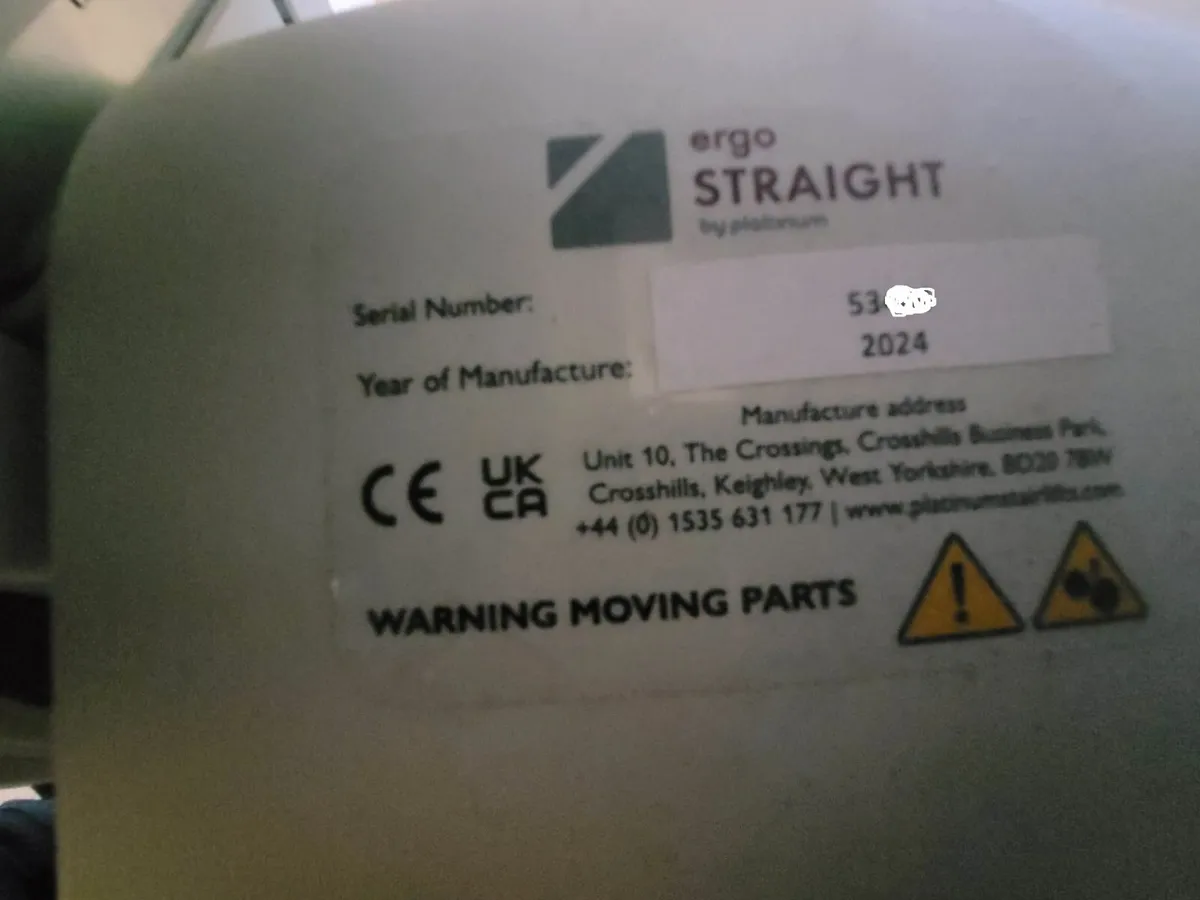 ergo
STRAIGHT
by platinum
Serial Number: 53
Year of Manufacture: 2024
Manufacture address
Unit 10, The Crossings, Crosshills Business Park,
Crosshills, Keighley, West Yorkshire, BD20 7BW
+44 (0) 1535 631 177 | www.platinumstairlifts.com
CE UK
CA
WARNING MOVING PARTS